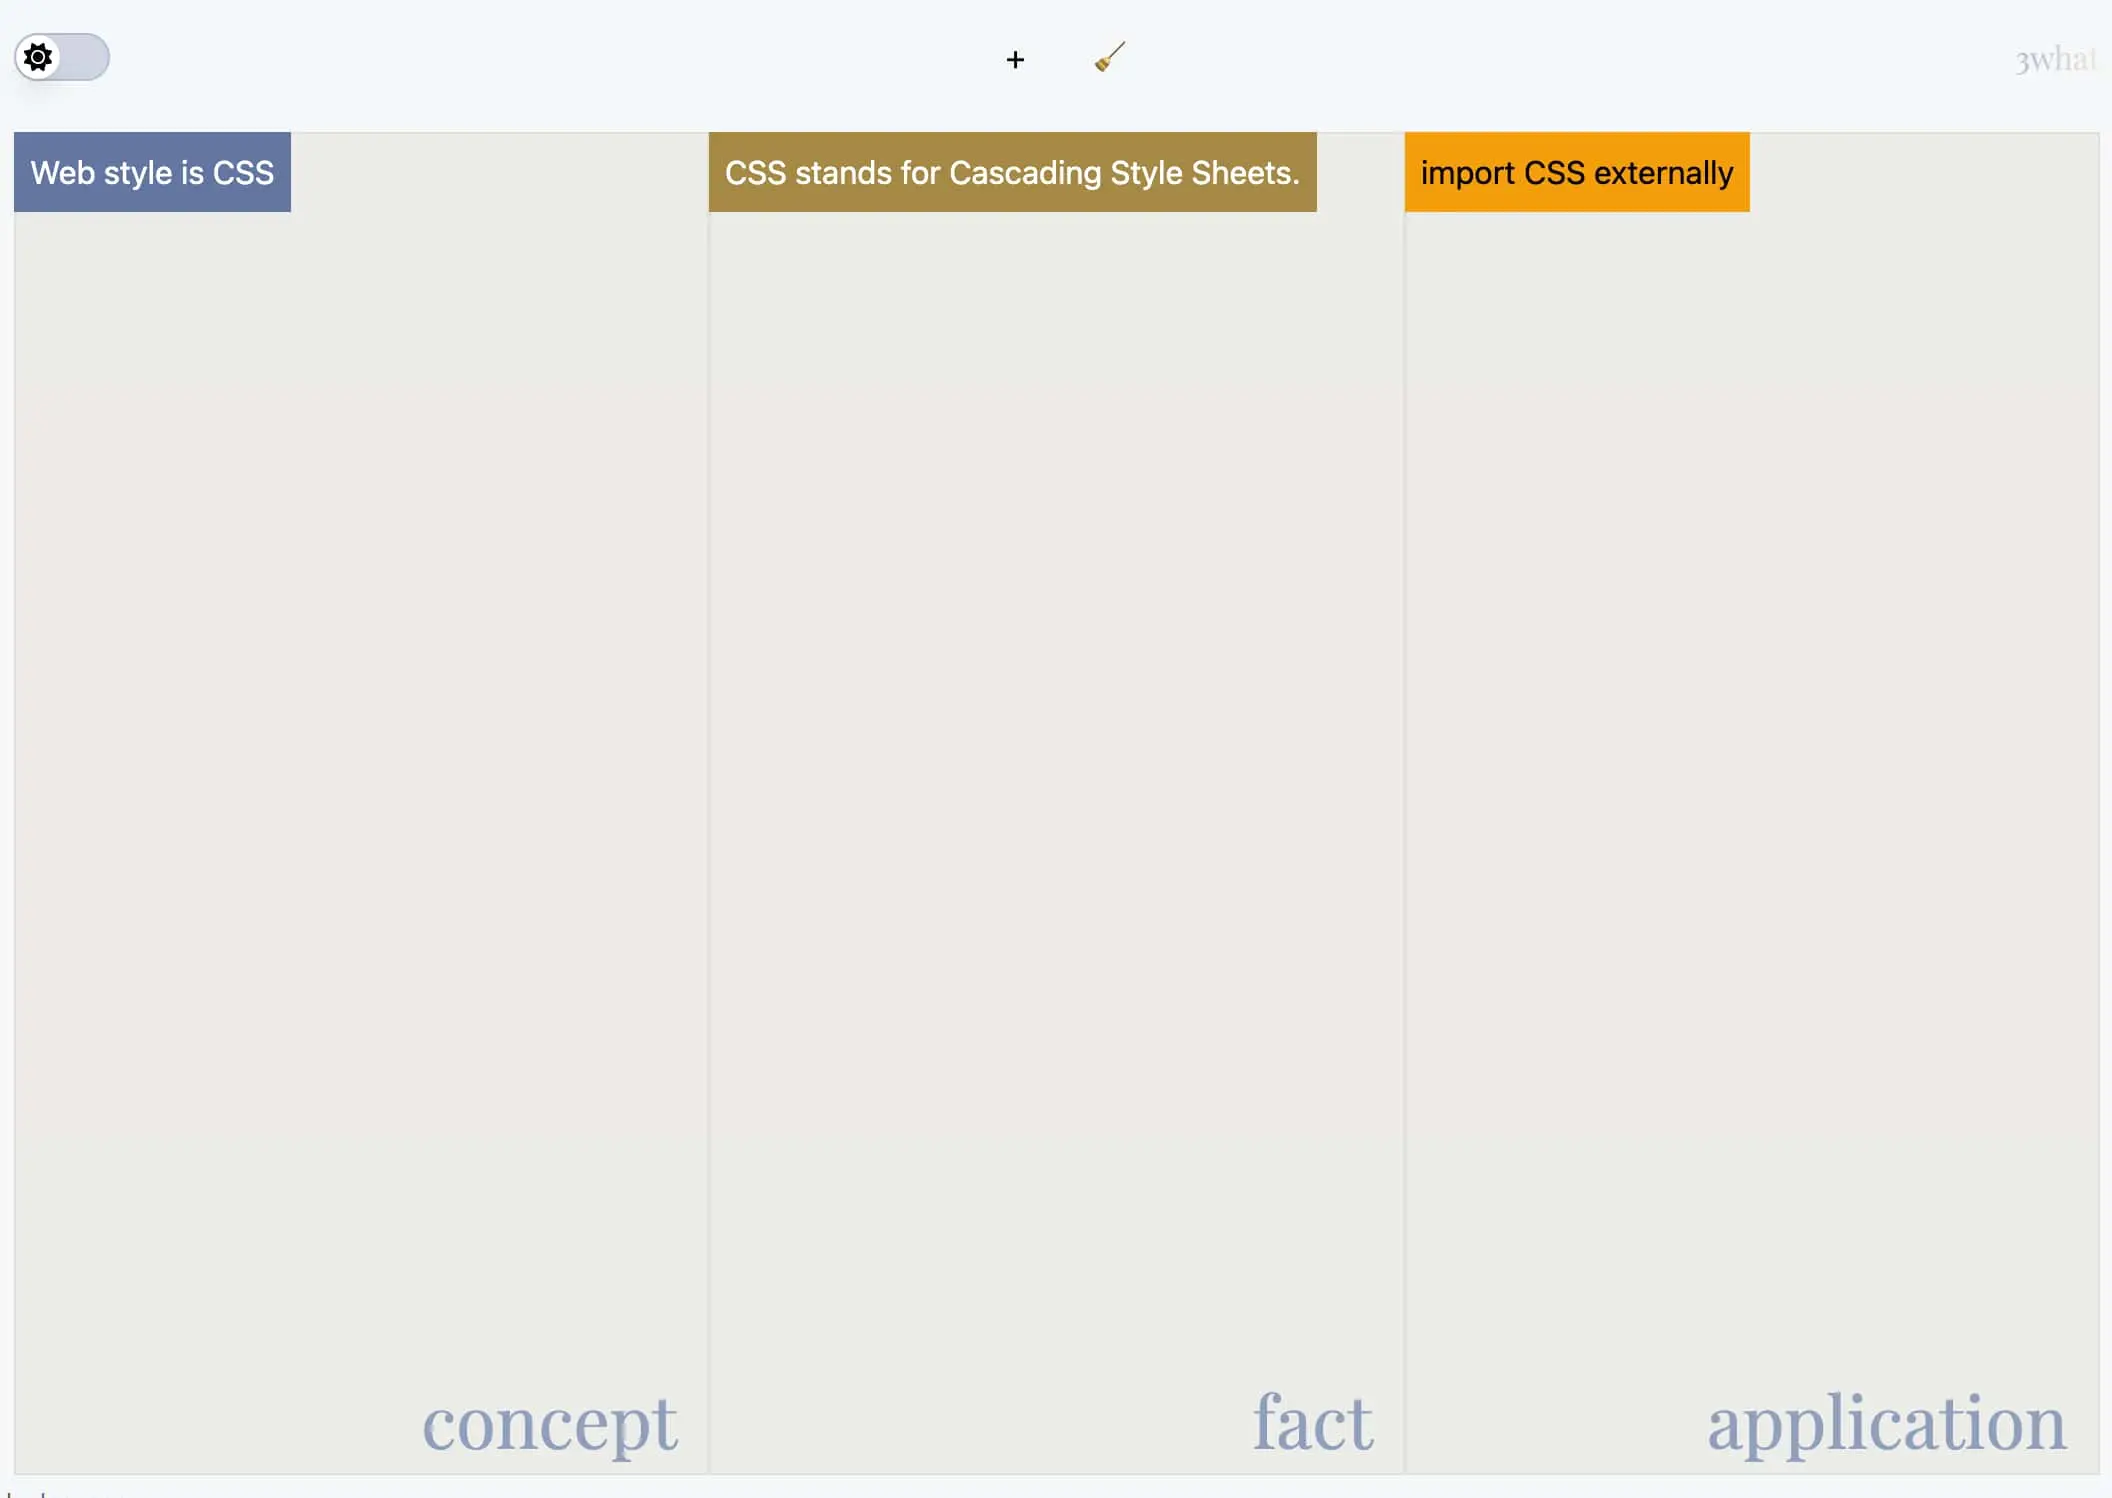 3what
Web style is CSS
CSS stands for Cascading Style Sheets.
import CSS externally
concept
fact
application